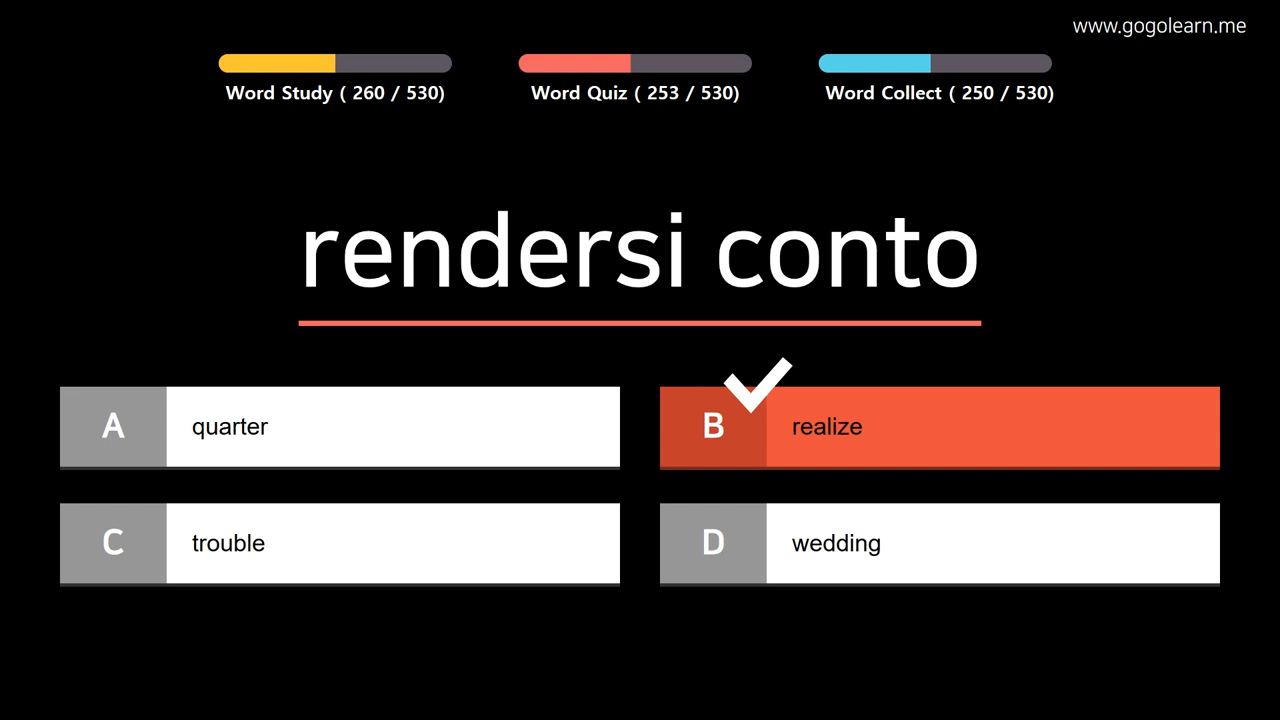 www.gogolearn.me
Word Study ( 260 / 530)
Word Quiz ( 253 / 530)
Word Collect ( 250 / 530)
rendersi conto
A quarter
B realize
C trouble
D wedding